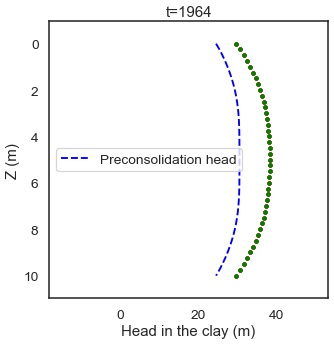 t=1964
0
2
4
6
8
10
Z (m)
Preconsolidation head
0
20
40
Head in the clay (m)